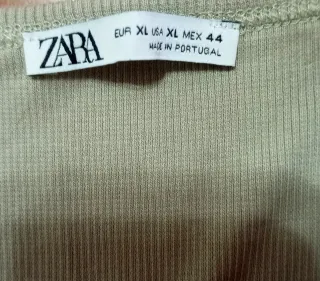 ZARA
EUR XL USA XL MEX 44
MADE IN PORTUGAL